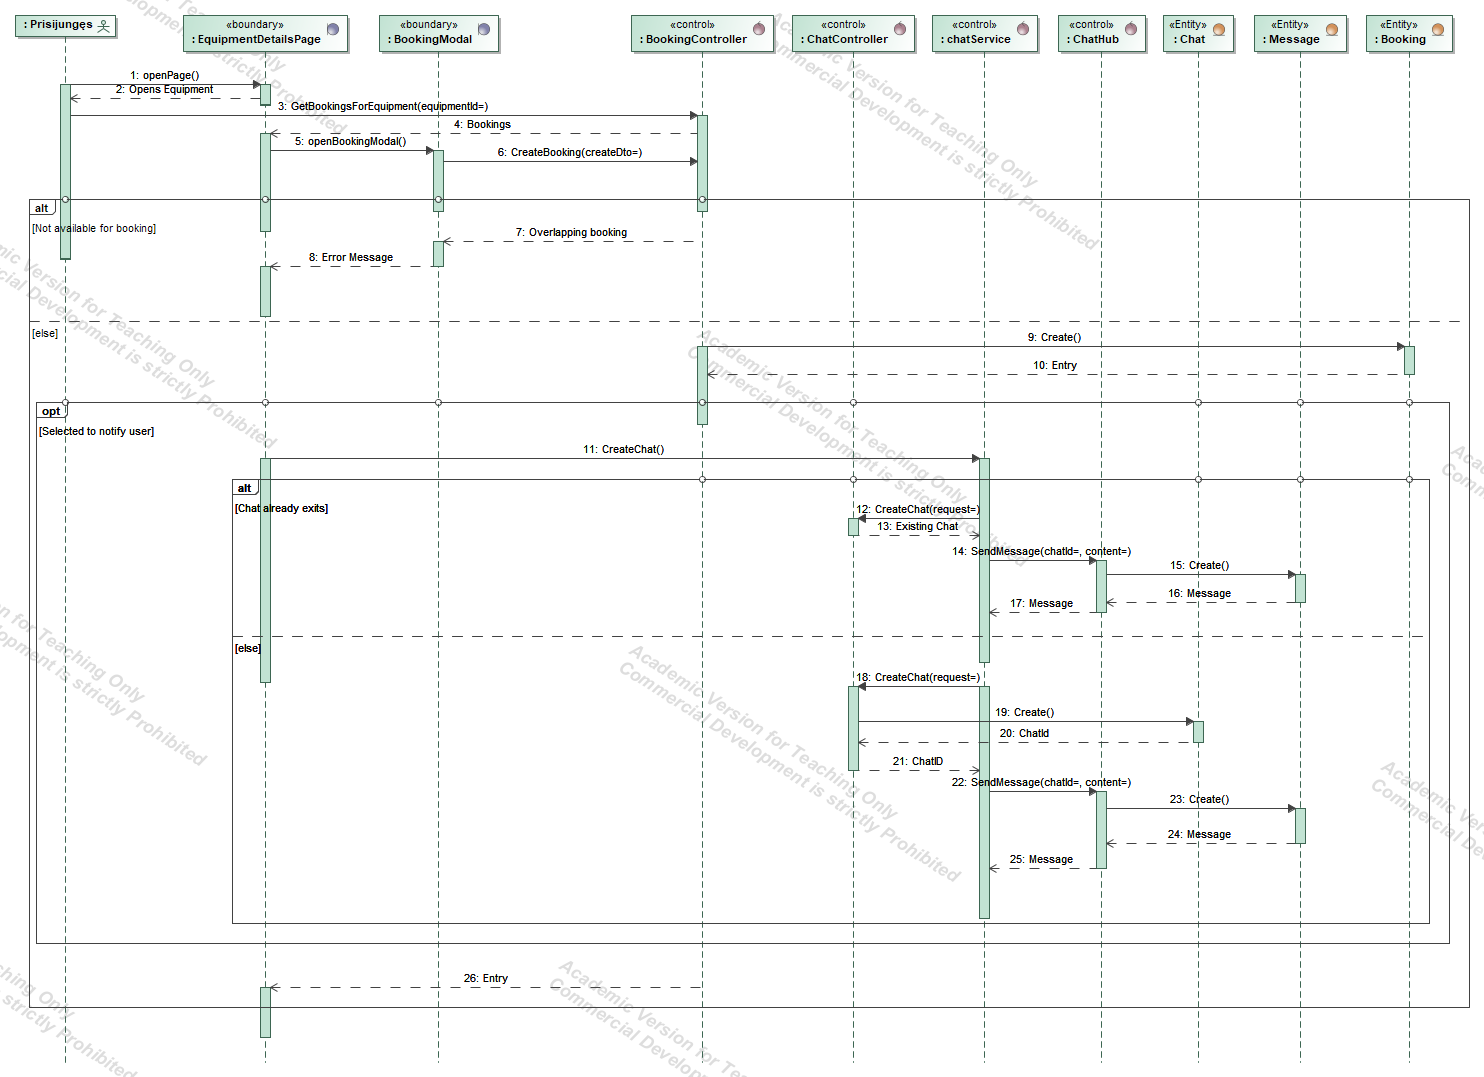 : Prisijungęs
«boundary»
: EquipmentDetailsPage
«boundary»
: BookingModal
«control»
: BookingController
«control»
: ChatController
«control»
: chatService
«control»
: ChatHub
«Entity»
: Chat
«Entity»
: Message
«Entity»
: Booking
1: openPage()
2: Opens Equipment
3: GetBookingsForEquipment(equipmentId=)
4: Bookings
5: openBookingModal()
6: CreateBooking(createDto=)
alt
[Not available for booking]
7: Overlapping booking
8: Error Message
[else]
9: Create()
10: Entry
opt
[Selected to notify user]
11: CreateChat()
alt
[Chat already exits]
12: CreateChat(request=)
13: Existing Chat
14: SendMessage(chatId=, content=)
15: Create()
16: Message
17: Message
[else]
18: CreateChat(request=)
19: Create()
20: ChatId
21: ChatID
22: SendMessage(chatId=, content=)
23: Create()
24: Message
25: Message
26: Entry
Academic Version for Teaching Only
Commercial Development is strictly Prohibited